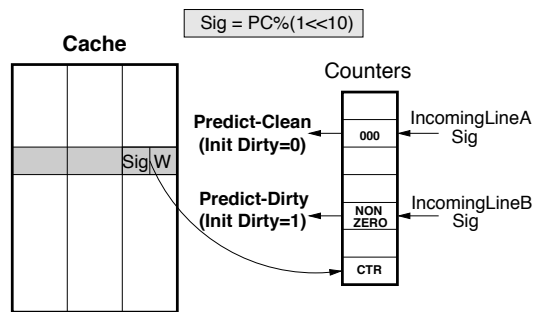 Sig = PC%(1<<10)
Cache
Counters
Predict-Clean
(Init Dirty=0)
000
IncomingLineA
Sig
Sig W
Predict-Dirty
(Init Dirty=1)
NON
ZERO
IncomingLineB
Sig
CTR